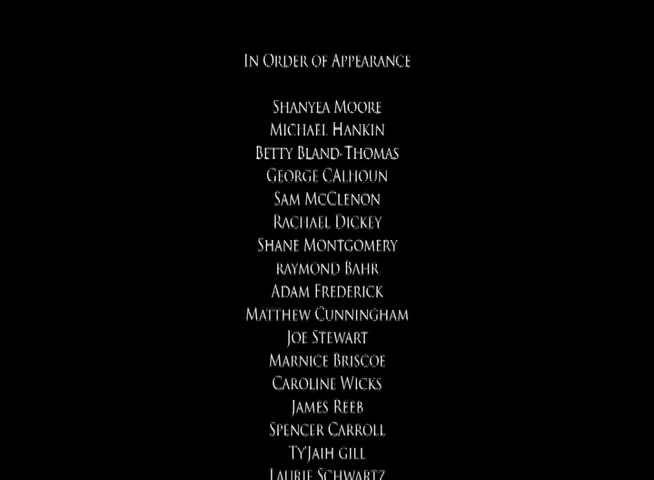 In Order of Appearance
Shanyea Moore
Michael Hankin
Betty Bland-Thomas
George CAlhoun
Sam McClenon
Rachael Dickey
Shane Montgomery
raymond Bahr
Adam Frederick
Matthew Cunningham
Joe Stewart
Marnice Briscoe
Caroline Wicks
James Reeb
Spencer Carroll
Ty'Jaih gill
Laurie Schwartz